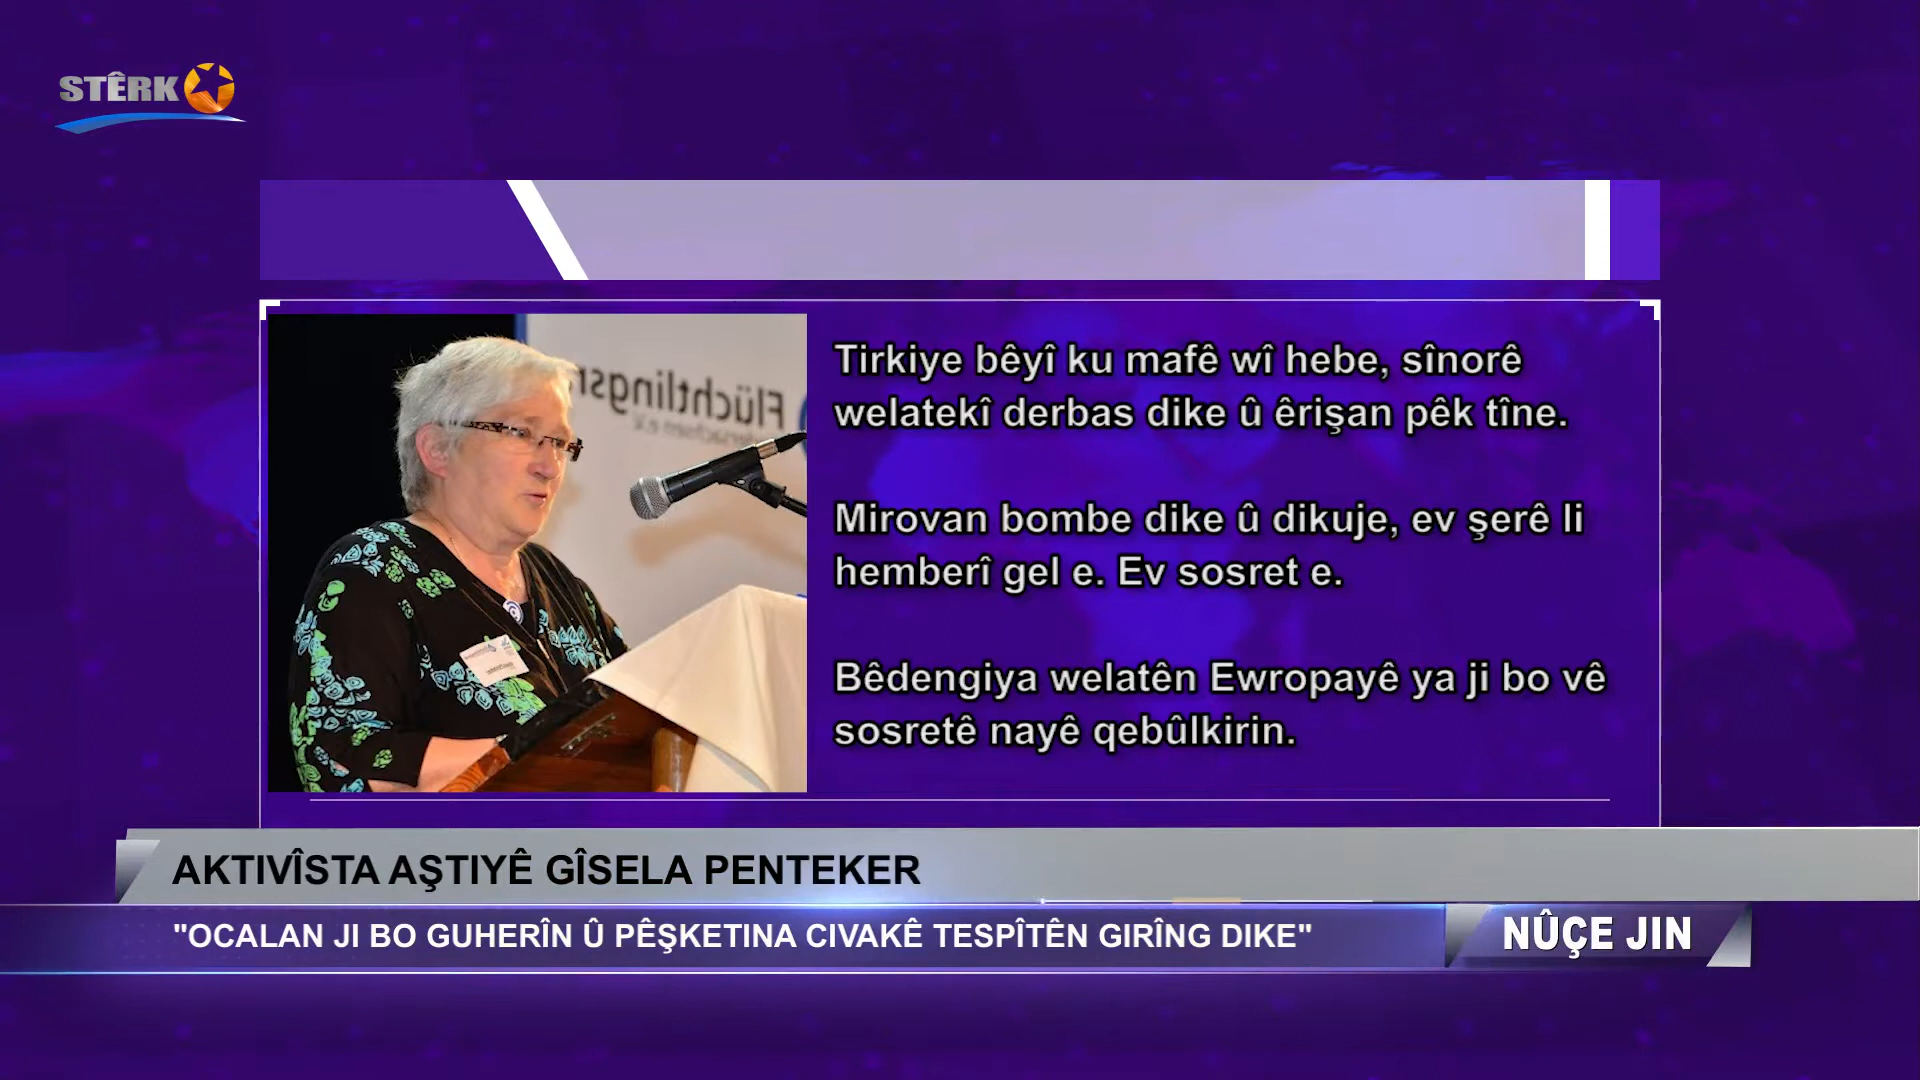 STÊRK
Flüchtlingsr
ersachsen e.V.
Tirkiye bêyî ku mafê wî hebe, sînorê
welatekî derbas dike û êrişan pêk tîne.
Mirovan bombe dike û dikuje, ev şerê li
hemberî gel e. Ev sosret e.
Bêdengiya welatên Ewropayê ya ji bo vê
sosretê nayê qebûlkirin.
AKTIVÎSTA AŞTIYÊ GÎSELA PENTEKER
"OCALAN JI BO GUHERÎN Û PÊŞKETINA CIVAKÊ TESPÎTÊN GIRÎNG DIKE"
NÛÇE JIN